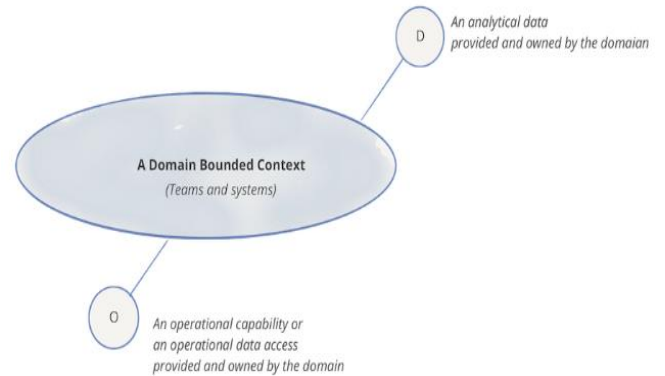 D
An analytical data
provided and owned by the domaian
A Domain Bounded Context
(Teams and systems)
O
An operational capability or
an operational data access
provided and owned by the domain